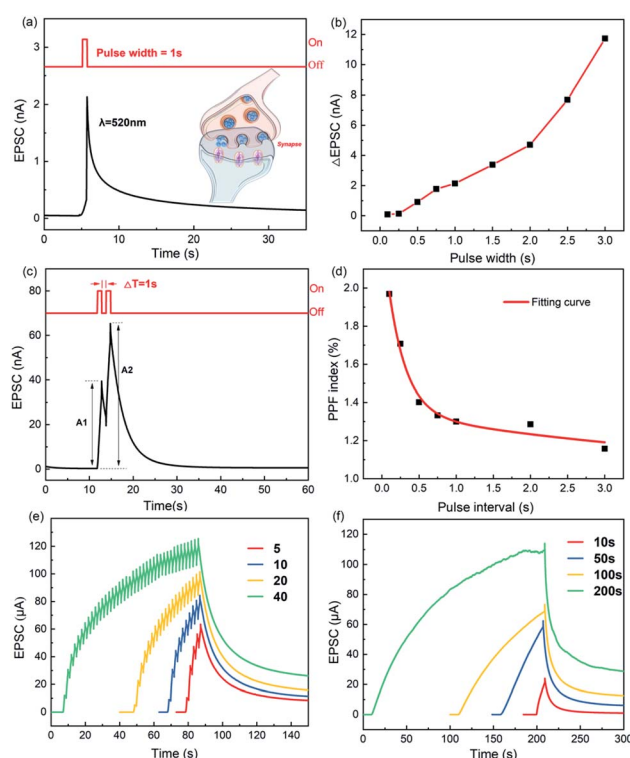 (a)
On
Off
Pulse width = 1s
λ=520nm
Synapse
EPSC (nA)
3
2
1
0
0 10 20 30
Time (s)
(b)
ΔEPSC (nA)
12
10
8
6
4
2
0
0.0 0.5 1.0 1.5 2.0 2.5 3.0
Pulse width (s)
(c)
ΔT=1s
On
Off
A1
A2
EPSC (nA)
80
60
40
20
0
0 10 20 30 40 50 60
Time(s)
(d)
Fitting curve
PPF index (%)
2.0
1.8
1.6
1.4
1.2
1.0
0.0 0.5 1.0 1.5 2.0 2.5 3.0
Pulse interval (s)
(e)
5
10
20
40
EPSC (μA)
120
100
80
60
40
20
0
0 20 40 60 80 100 120 140
Time (s)
(f)
10s
50s
100s
200s
EPSC (μA)
120
100
80
60
40
20
0
0 50 100 150 200 250 300
Time (s)